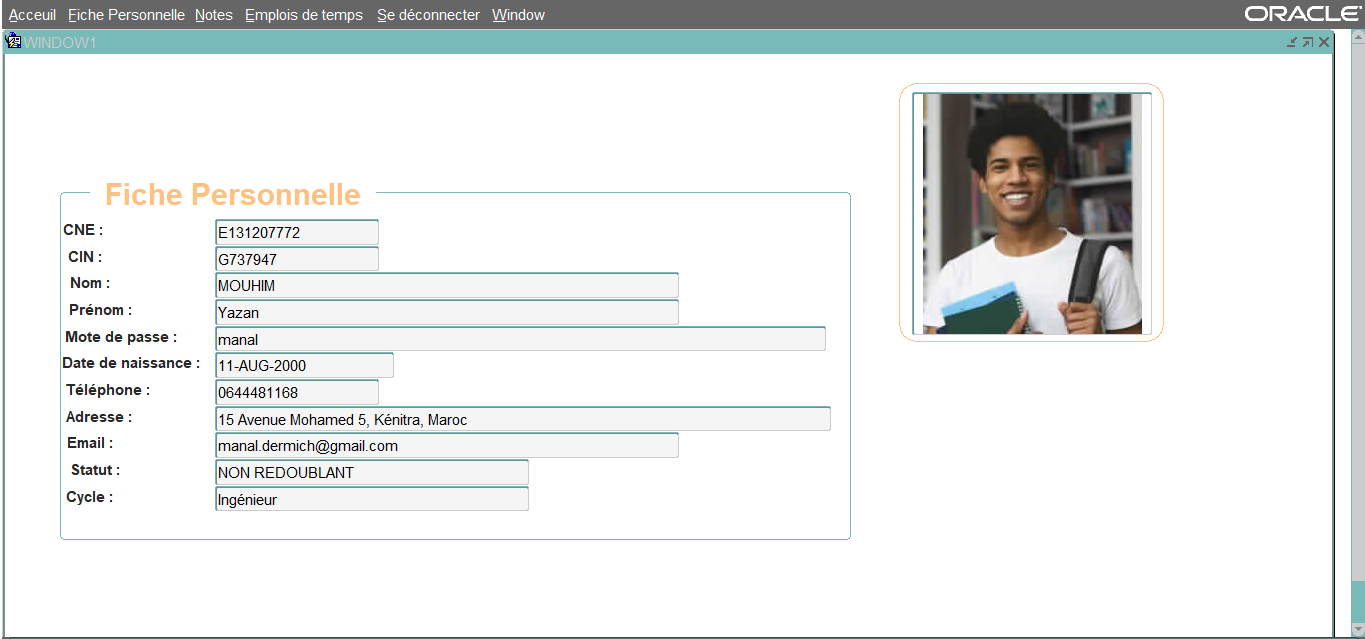 Accueil Fiche Personnelle Notes Emplois de temps Se déconnecter Window ORACLE
WINDOW1
Fiche Personnelle
CNE : E131207772
CIN : G737947
Nom : MOUHIM
Prénom : Yazan
Mote de passe : manal
Date de naissance : 11-AUG-2000
Téléphone : 0644481168
Adresse : 15 Avenue Mohamed 5, Kénitra, Maroc
Email : manal.dermich@gmail.com
Statut : NON REDOUBLANT
Cycle : Ingénieur